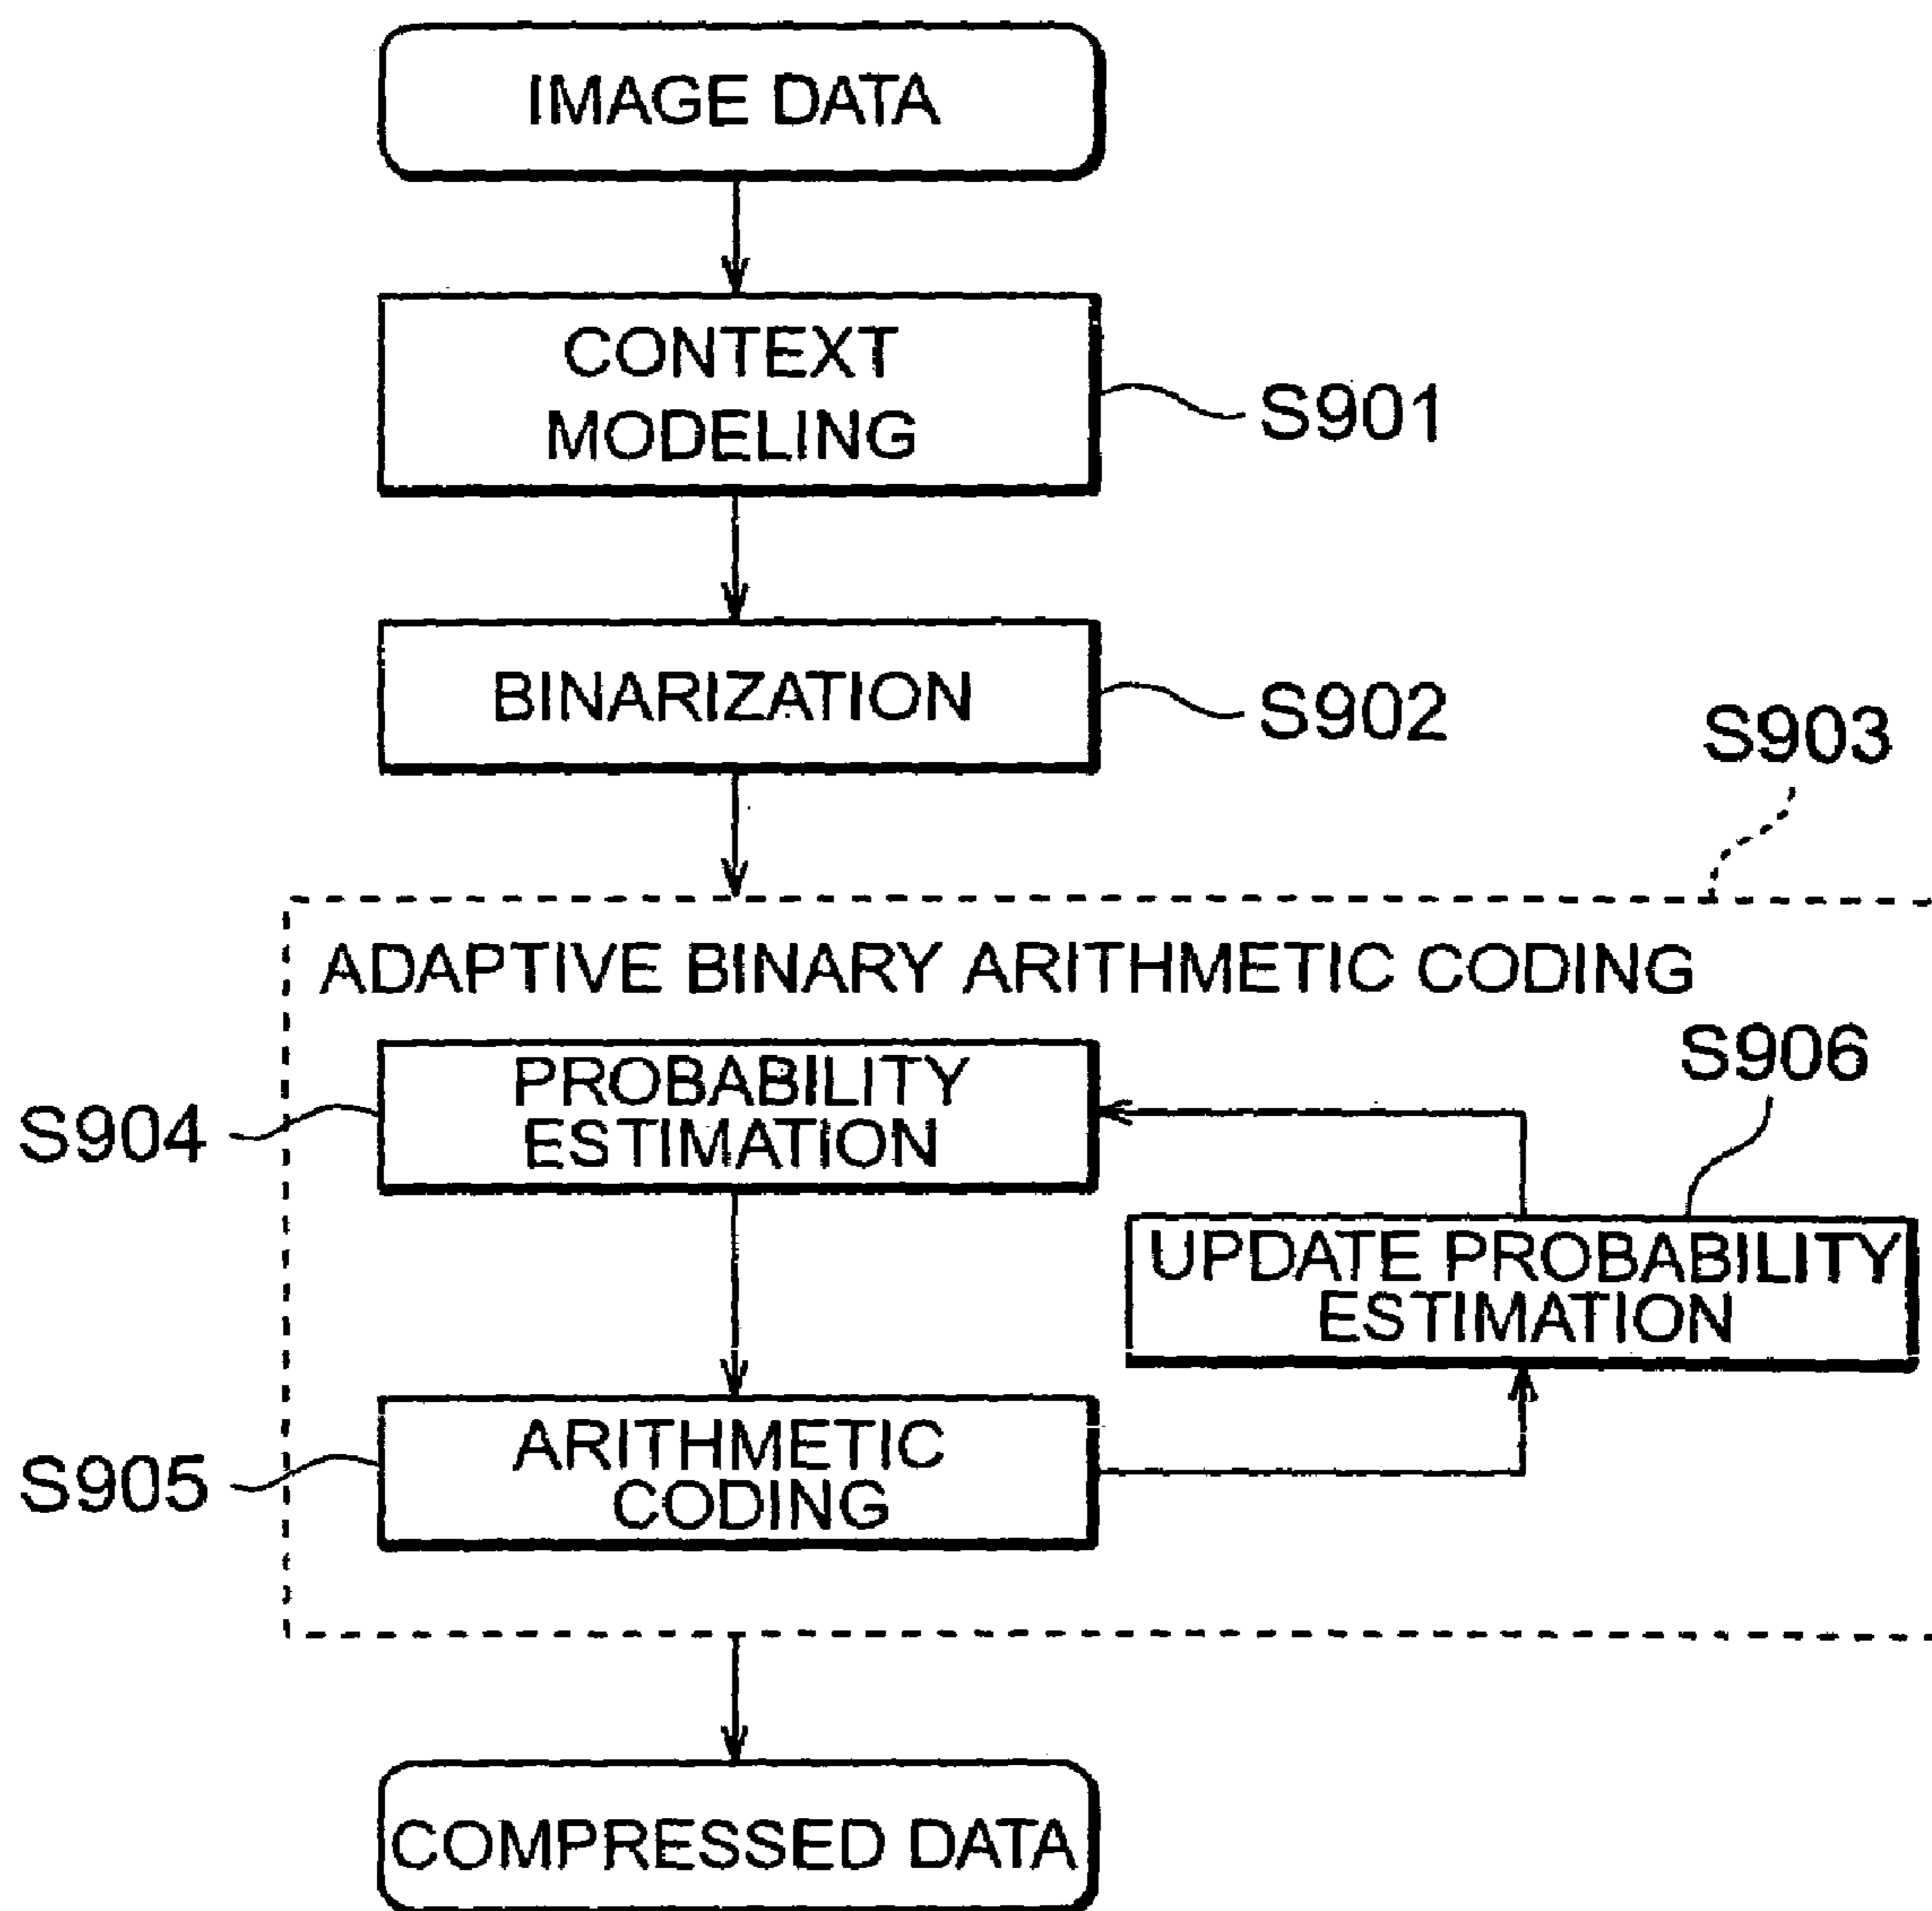 IMAGE DATA
CONTEXT
MODELING
S901
BINARIZATION
S902
S903
ADAPTIVE BINARY ARITHMETIC CODING
S906
PROBABILITY
ESTIMATION
S904
UPDATE PROBABILITY
ESTIMATION
ARITHMETIC
CODING
S905
COMPRESSED DATA